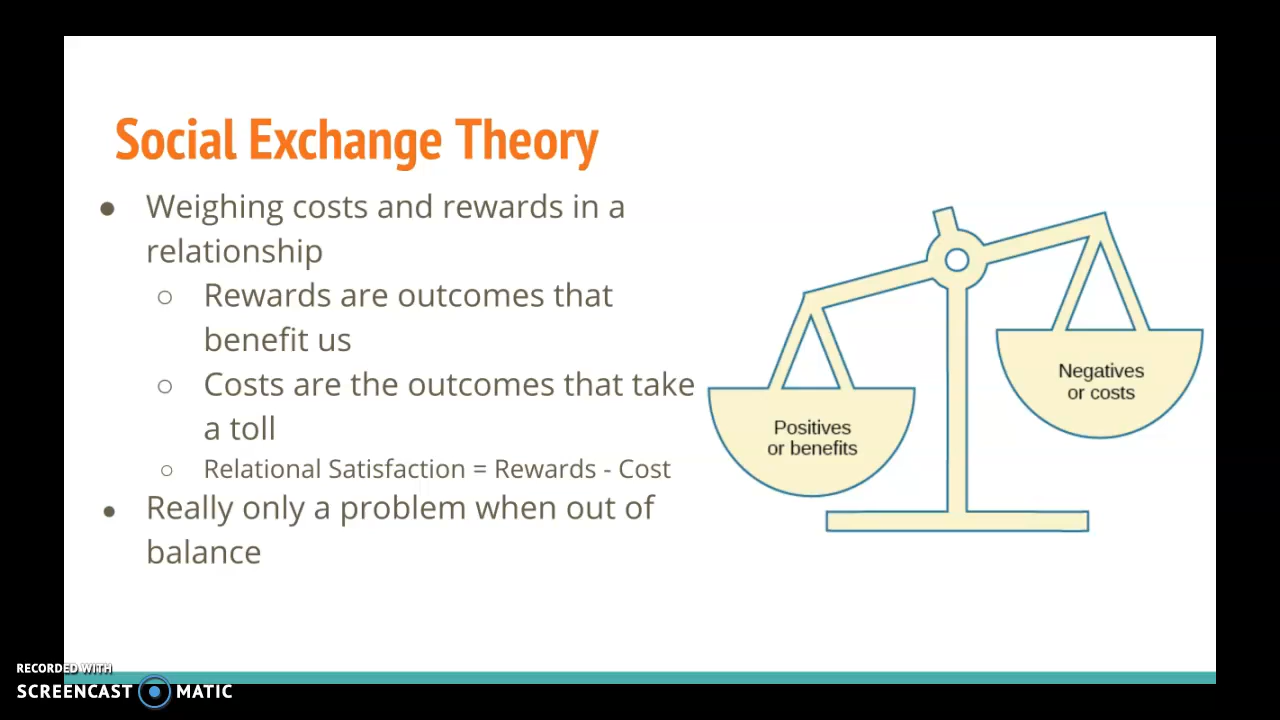 Social Exchange Theory
● Weighing costs and rewards in a
relationship
○ Rewards are outcomes that
benefit us
○ Costs are the outcomes that take
a toll
○ Relational Satisfaction = Rewards - Cost
● Really only a problem when out of
balance
Positives
or benefits
Negatives
or costs
RECORDED WITH
SCREENCAST MATIC